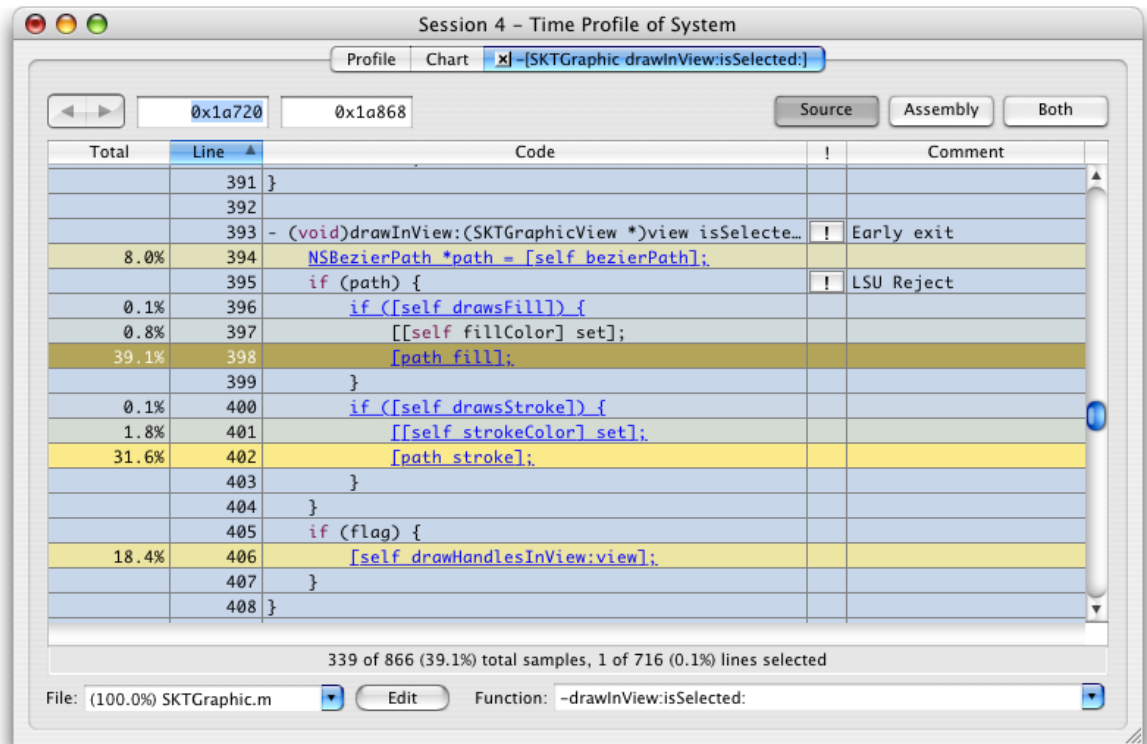 Session 4 – Time Profile of System
Profile Chart x -[SKTGraphic drawInView:isSelected:]
0x1a720 0x1a868 Source Assembly Both
Total Line Code ! Comment
391 }
392
393 - (void)drawInView:(SKTGraphicView *)view isSelecte… ! Early exit
8.0% 394 NSBezierPath *path = [self bezierPath];
395 if (path) { ! LSU Reject
0.1% 396 if ([self drawsFill]) {
0.8% 397 [[self fillColor] set];
39.1% 398 [path fill];
399 }
0.1% 400 if ([self drawsStroke]) {
1.8% 401 [[self strokeColor] set];
31.6% 402 [path stroke];
403 }
404 }
405 if (flag) {
18.4% 406 [self drawHandlesInView:view];
407 }
408 }
339 of 866 (39.1%) total samples, 1 of 716 (0.1%) lines selected
File: (100.0%) SKTGraphic.m Edit Function: -drawInView:isSelected: